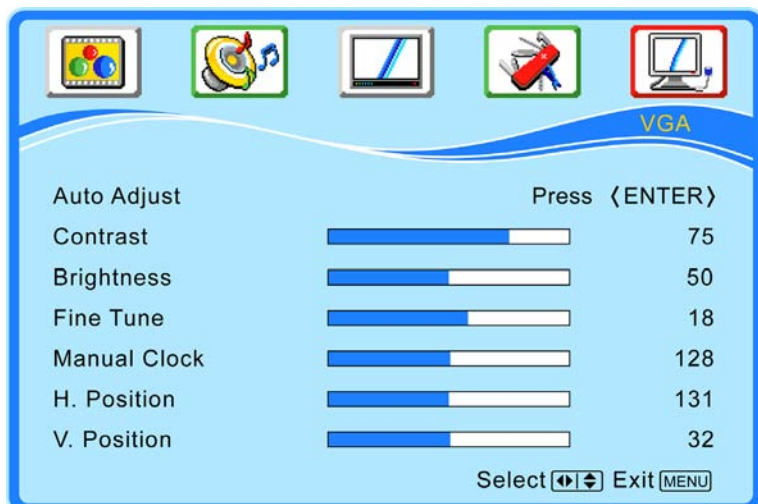 VGA
Auto Adjust Press 〈ENTER〉
Contrast 75
Brightness 50
Fine Tune 18
Manual Clock 128
H. Position 131
V. Position 32
Select Exit MENU